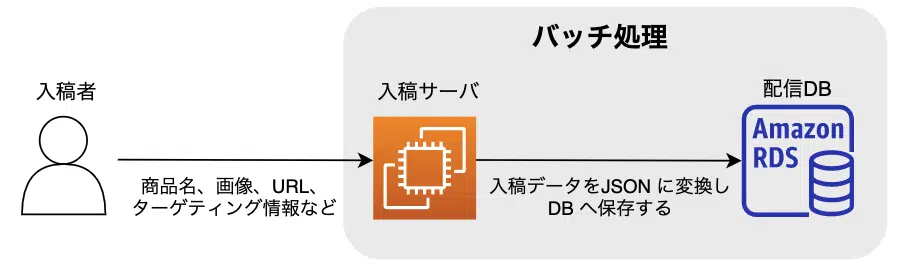 バッチ処理
入稿者
入稿サーバ
配信DB
Amazon
RDS
商品名、画像、URL、
ターゲティング情報など
入稿データをJSON に変換し
DB へ保存する